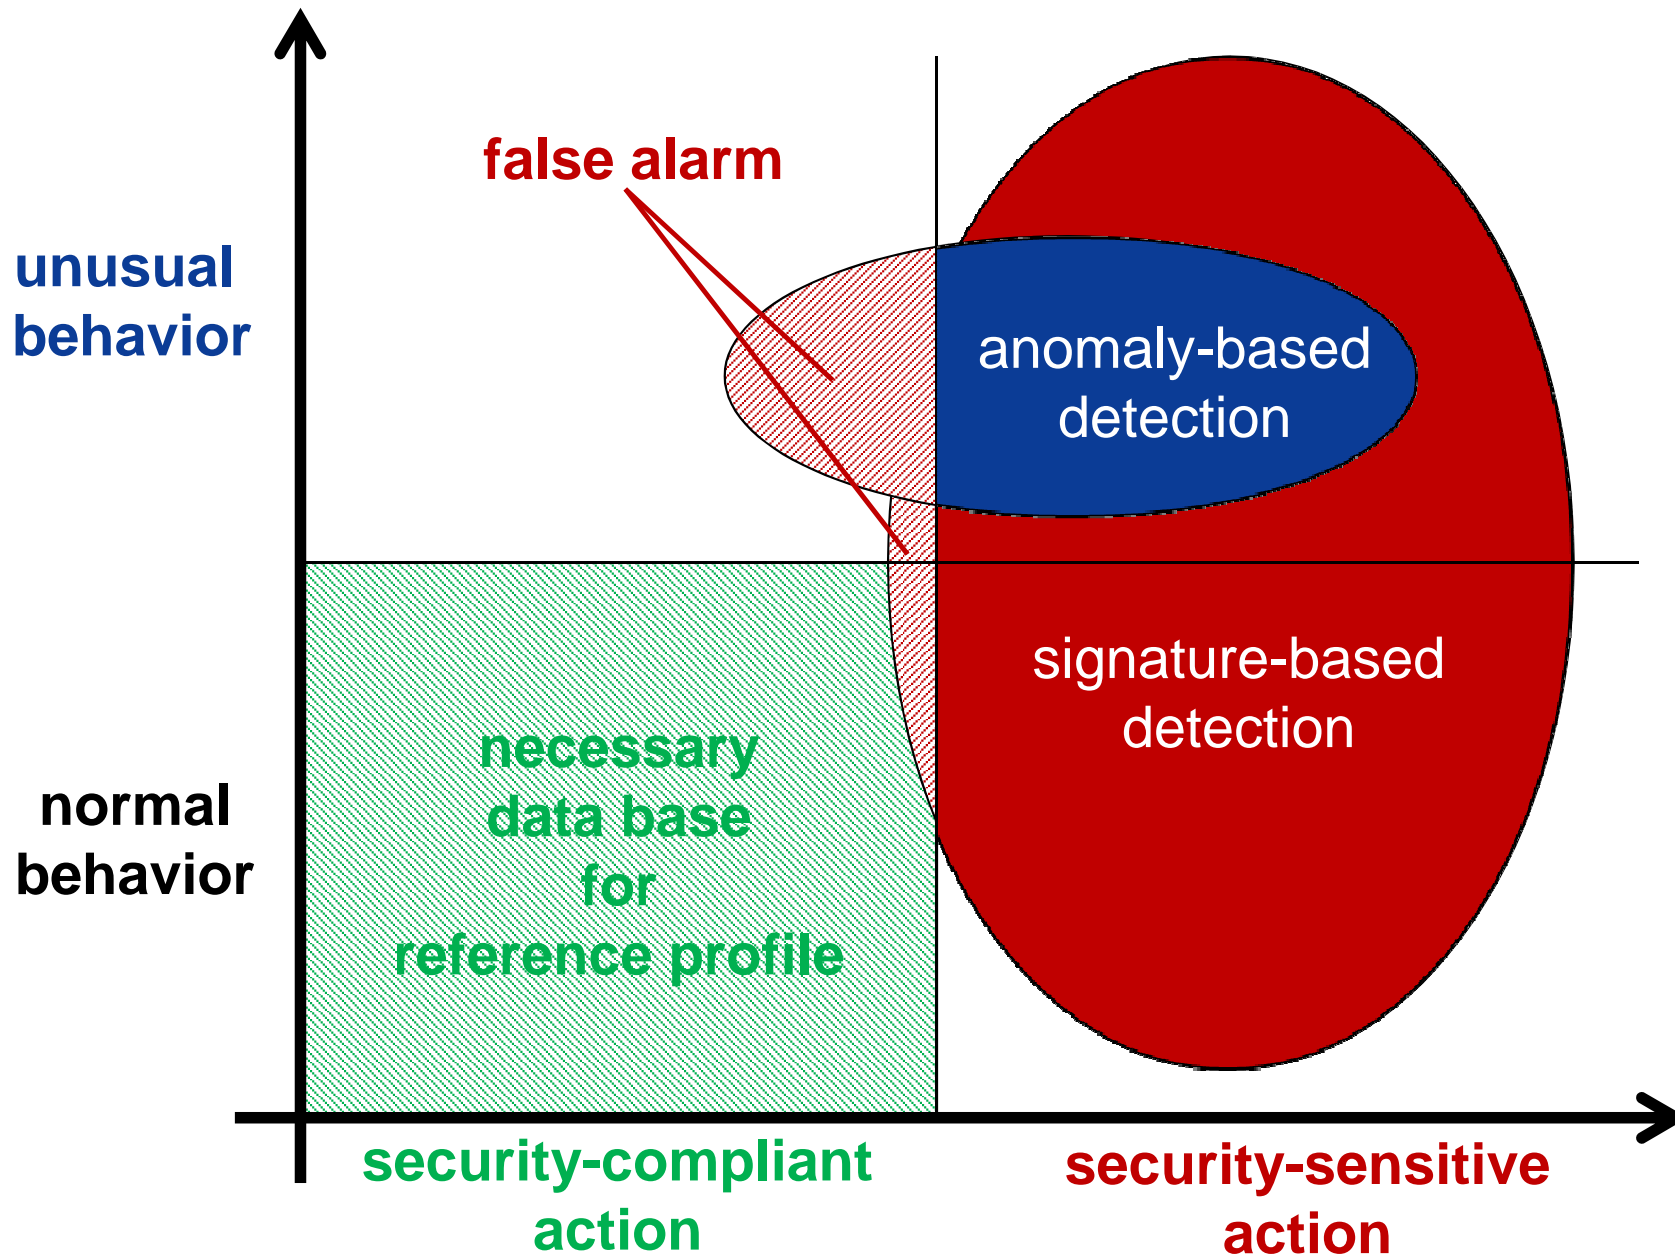 false alarm
unusual
behavior
anomaly-based
detection
signature-based
detection
necessary
data base
for
reference profile
normal
behavior
security-compliant
action
security-sensitive
action